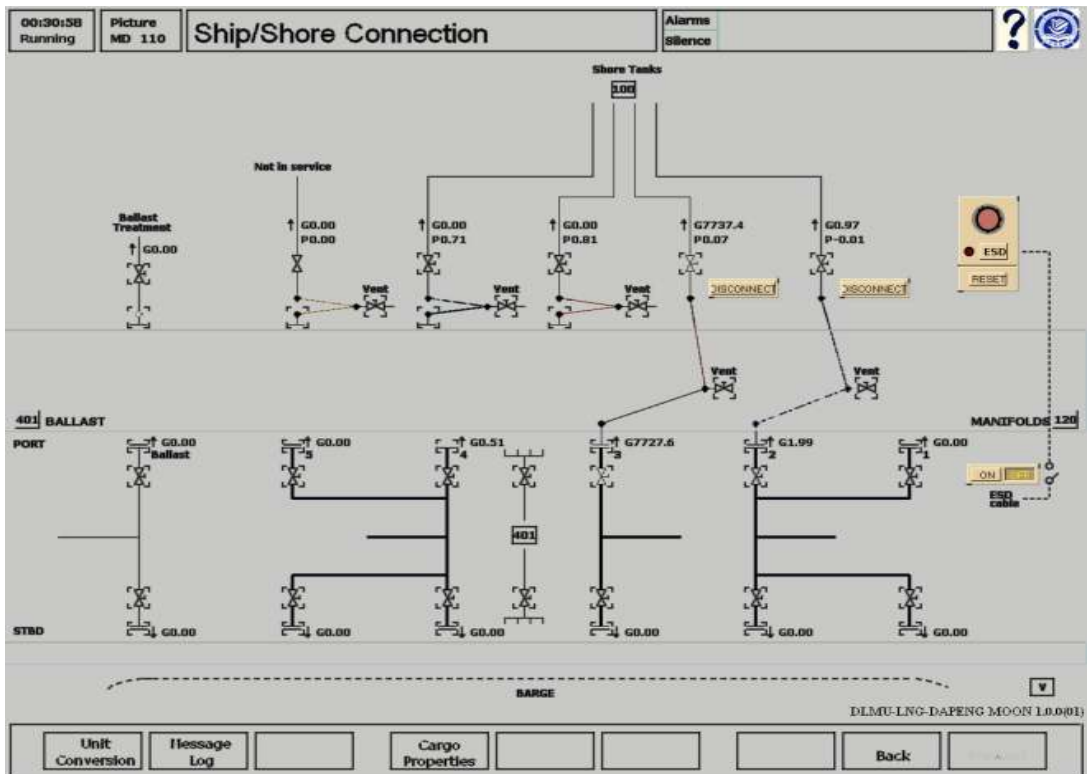 00:30:58
Running
Picture
MD 110
Ship/Shore Connection
Alarms
Silence
?
Shore Tanks
100
Not in service
Ballast
Treatment
G0.00
G0.00
P0.00
G0.00
P0.71
G0.00
P0.81
G7737.4
P0.07
G0.97
P-0.01
ESD
RESET
DISCONNECT
DISCONNECT
Vent
Vent
Vent
Vent
Vent
401 BALLAST
MANIFOLDS 120
PORT
G0.00
Ballast
G0.00
5
G0.51
4
G7727.6
3
G1.99
2
G0.00
1
ON OFF
ESD
cable
401
STBD
G0.00
G0.00
G0.00
G0.00
G0.00
G0.00
BARGE
V
DLMU-LNG-DAPENG MOON 1.0.0(01)
Unit
Conversion
Message
Log
Cargo
Properties
Back